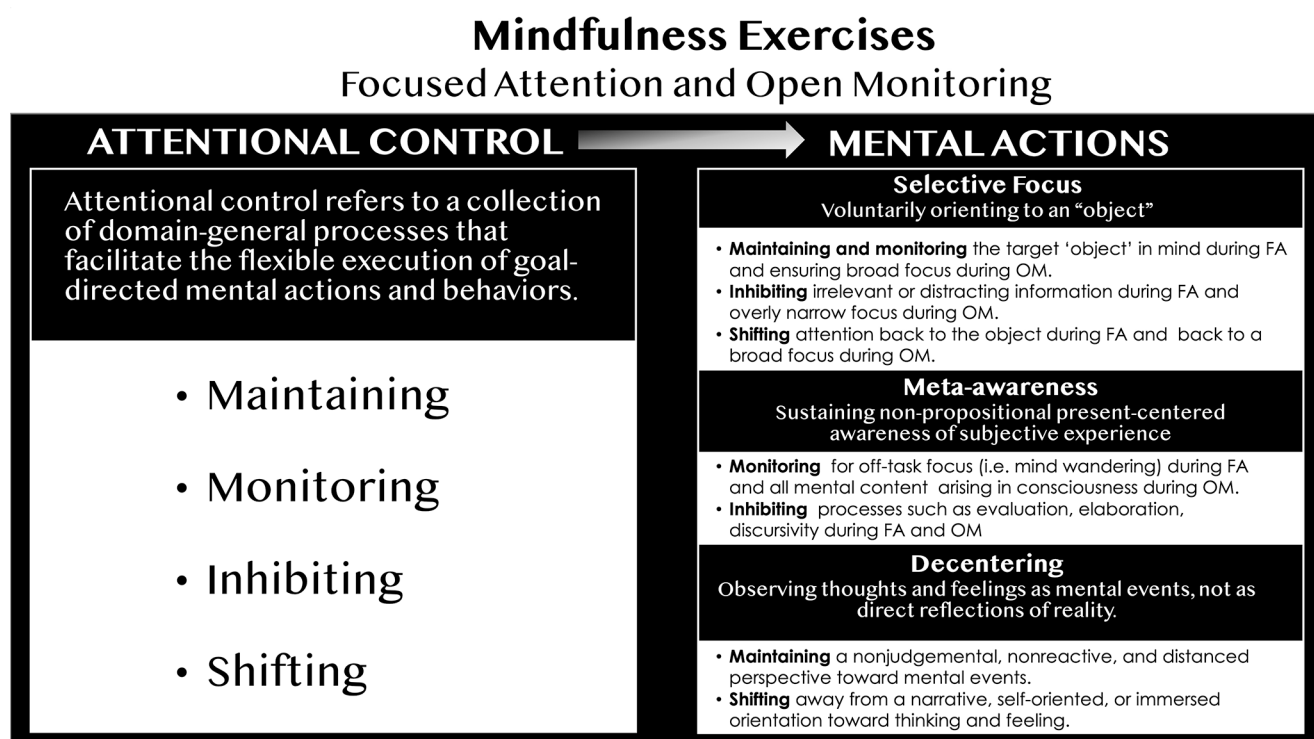 Mindfulness Exercises
Focused Attention and Open Monitoring
ATTENTIONAL CONTROL
Attentional control refers to a collection
of domain-general processes that
facilitate the flexible execution of goal-
directed mental actions and behaviors.
• Maintaining
• Monitoring
• Inhibiting
• Shifting
MENTAL ACTIONS
Selective Focus
Voluntarily orienting to an “object”
• Maintaining and monitoring the target ‘object’ in mind during FA
and ensuring broad focus during OM.
• Inhibiting irrelevant or distracting information during FA and
overly narrow focus during OM.
• Shifting attention back to the object during FA and  back to a
broad focus during OM.
Meta-awareness
Sustaining non-propositional present-centered
awareness of subjective experience
• Monitoring  for off-task focus (i.e. mind wandering) during FA
and all mental content  arising in consciousness during OM.
• Inhibiting  processes such as evaluation, elaboration,
discursivity during FA and OM
Decentering
Observing thoughts and feelings as mental events, not as
direct reflections of reality.
• Maintaining a nonjudgemental, nonreactive, and distanced
perspective toward mental events.
• Shifting away from a narrative, self-oriented, or immersed
orientation toward thinking and feeling.